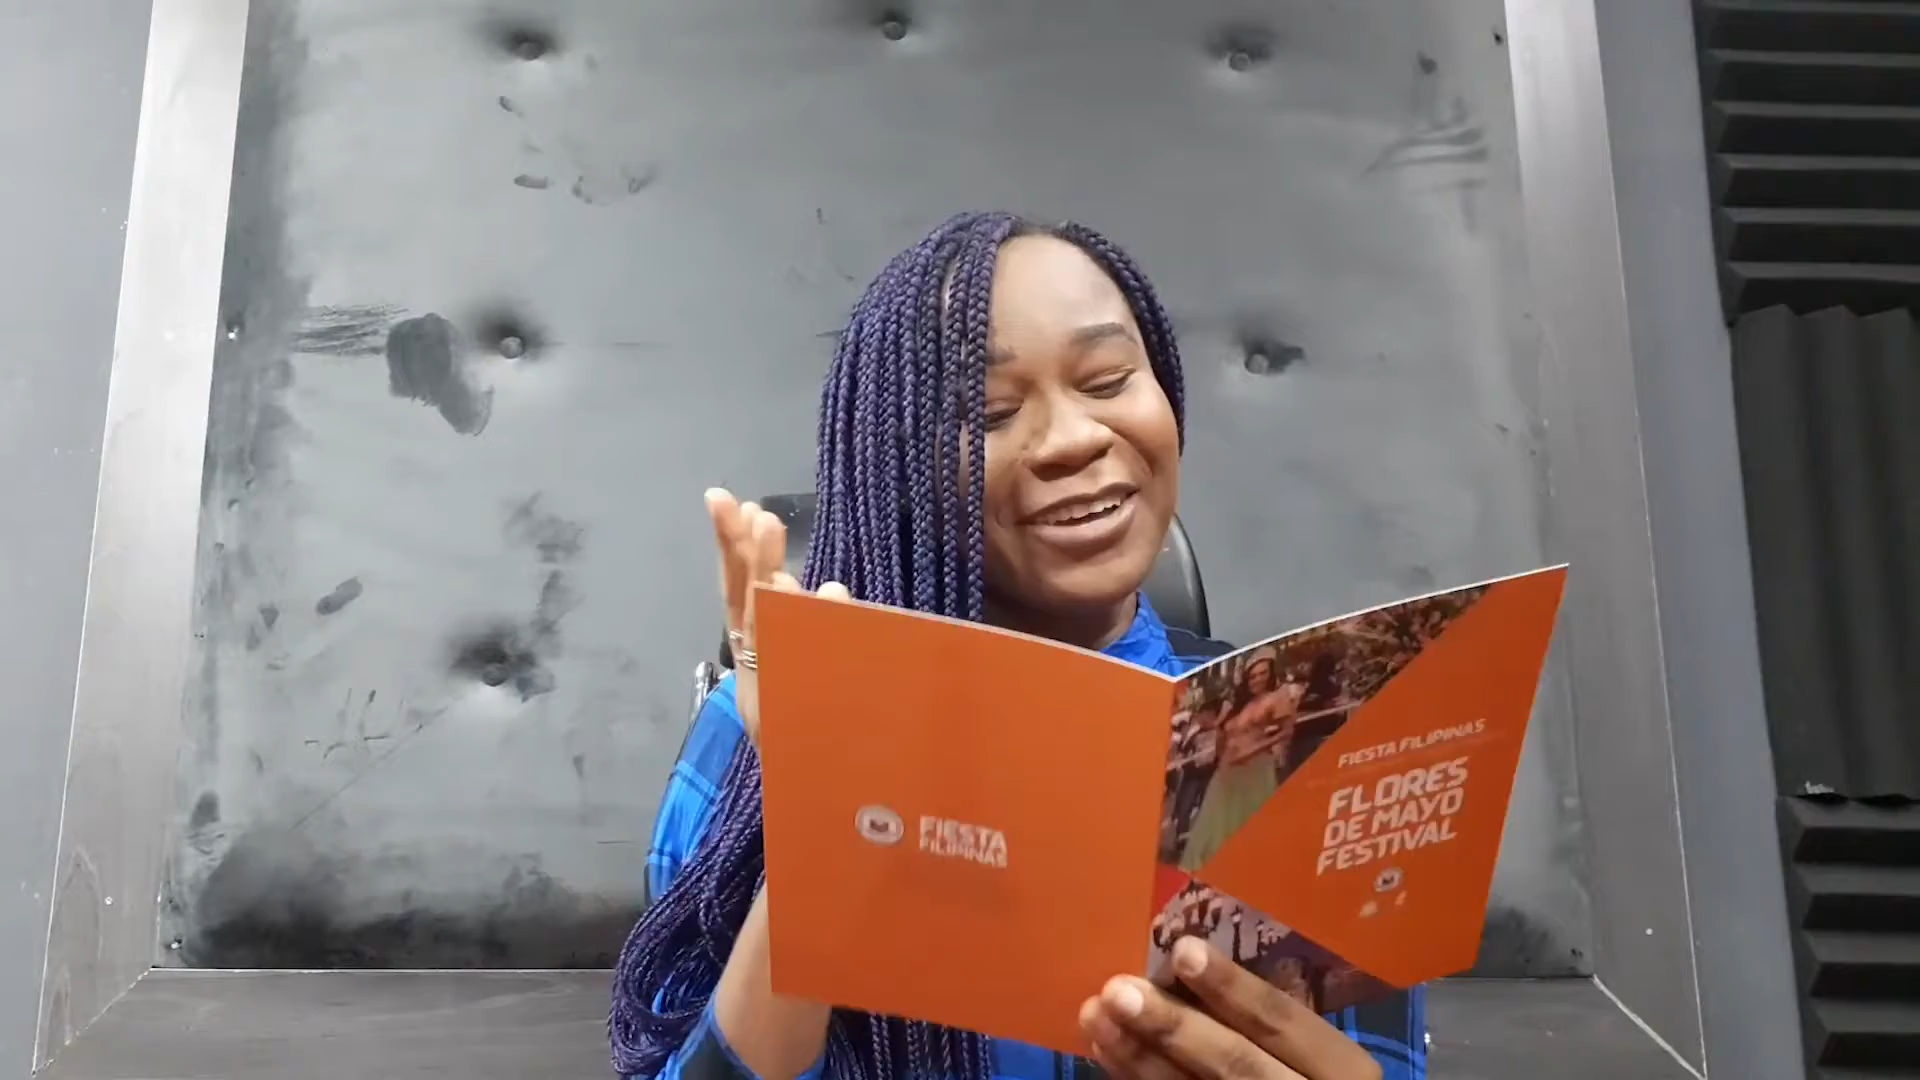 FIESTA
FILIPINAS
FIESTA FILIPINAS
FLORES
DE MAYO
FESTIVAL